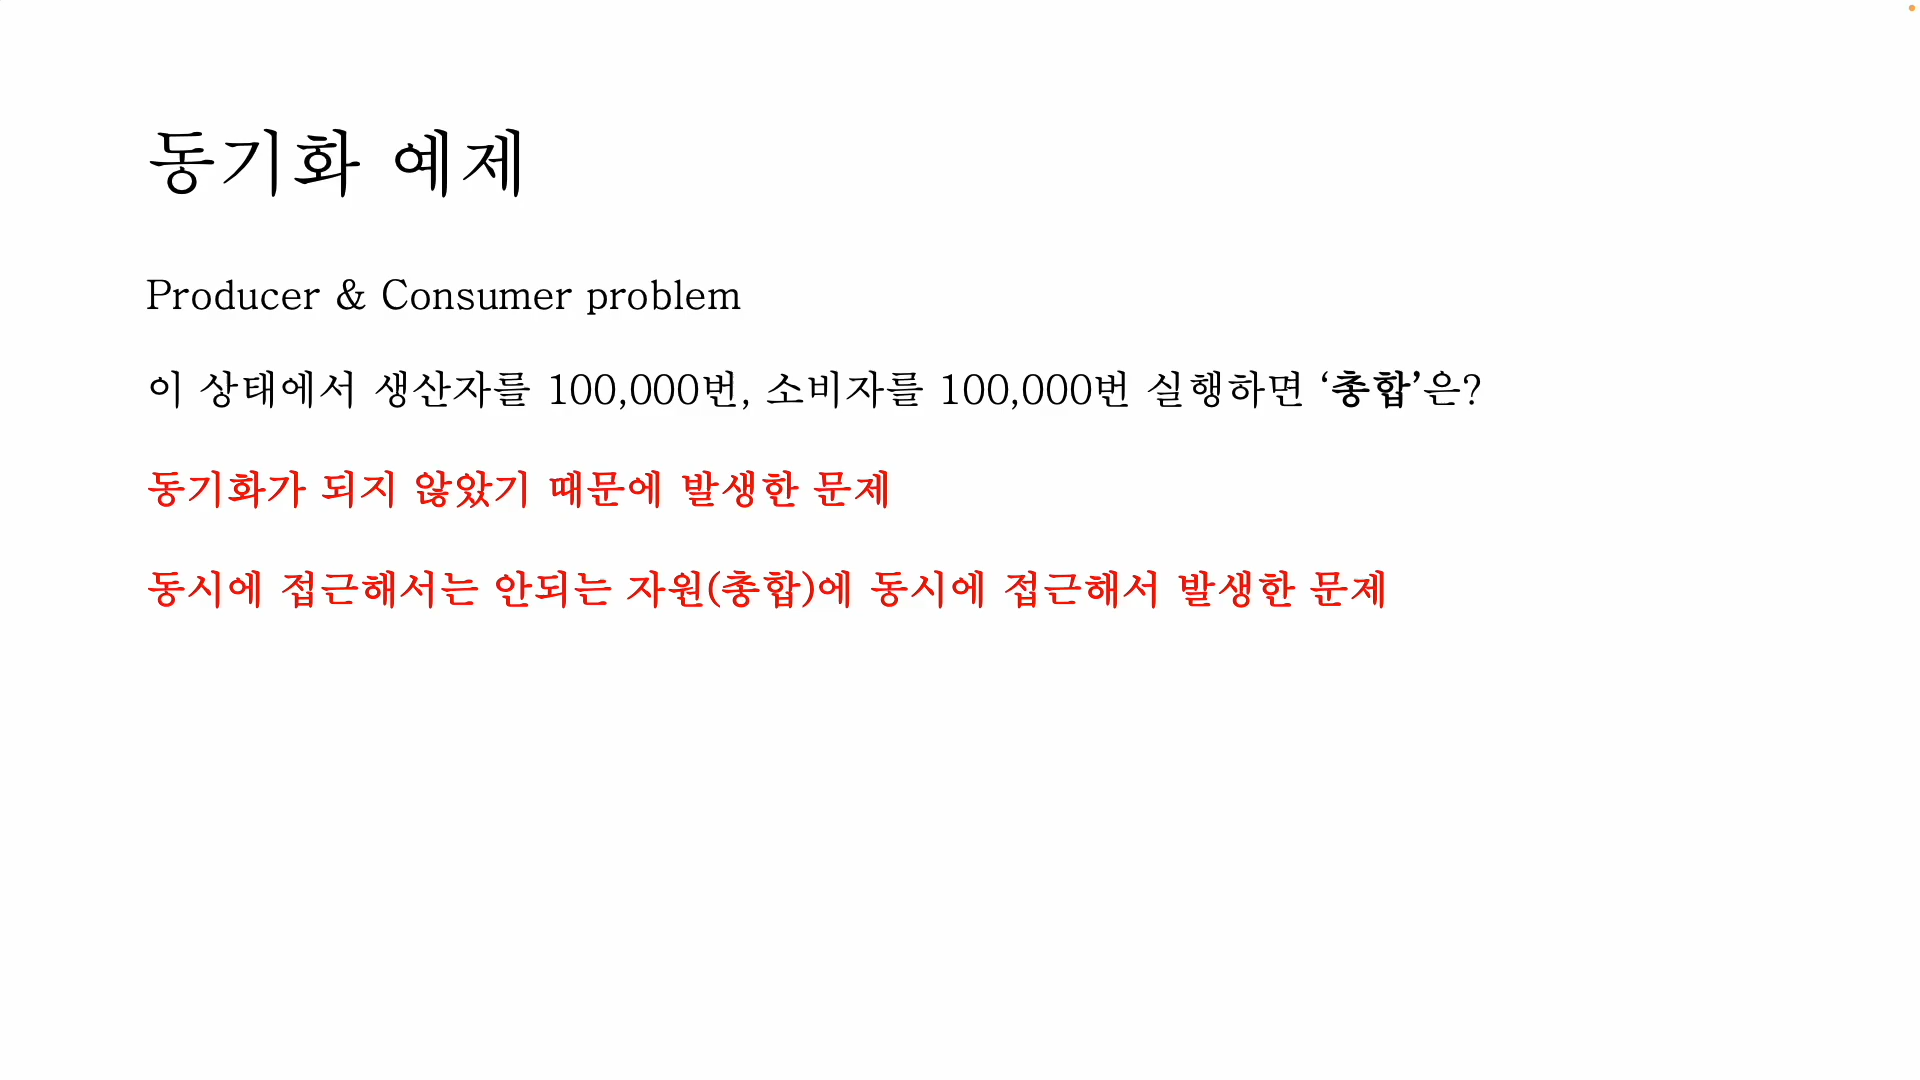 동기화 예제
Producer & Consumer problem
이 상태에서 생산자를 100,000번, 소비자를 100,000번 실행하면 ‘총합’은?
동기화가 되지 않았기 때문에 발생한 문제
동시에 접근해서는 안되는 자원(총합)에 동시에 접근해서 발생한 문제